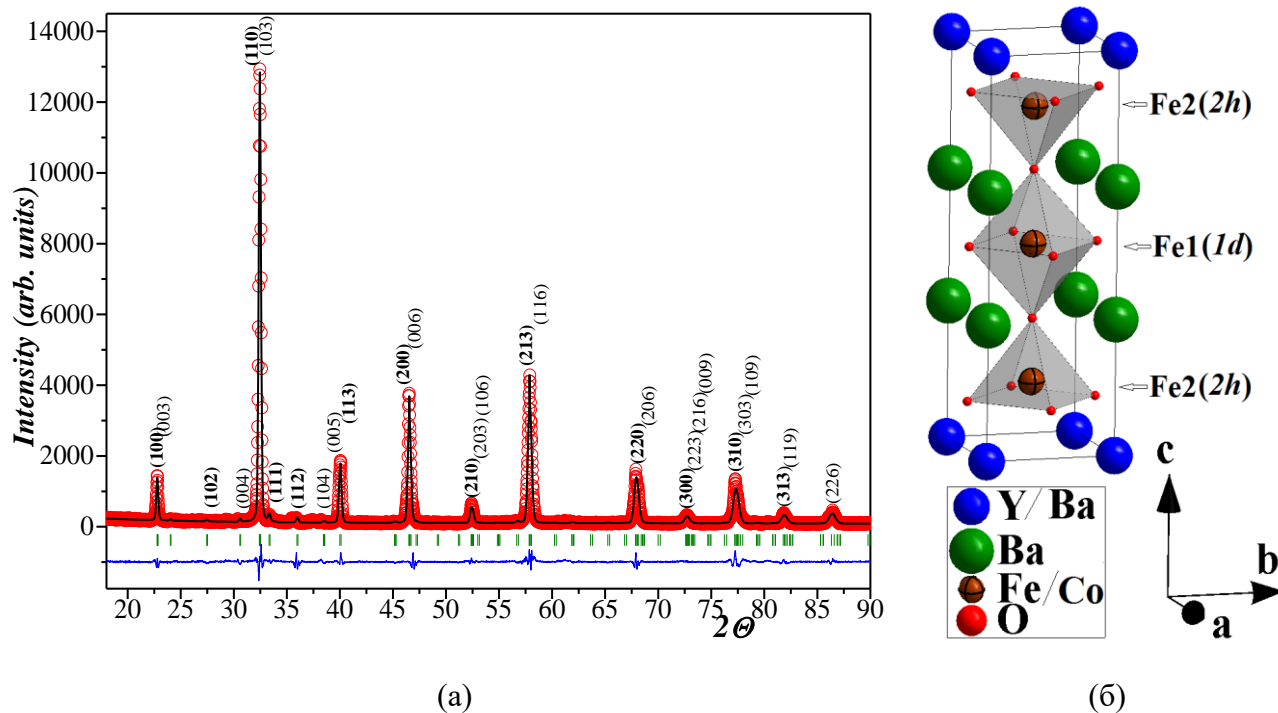 14000
12000
10000
8000
6000
4000
2000
0
Intensity (arb. units)
(100)(003)
(102)
(004)
(110)(103)
(111)
(112)
(104)
(005)(113)
(200)(006)
(210)(203)(106)
(213)(116)
(220)(206)
(300)(223)(216)(009)
(310)(303)(109)
(313)(119)
(226)
20 25 30 35 40 45 50 55 60 65 70 75 80 85 90
2Θ
(а)
Fe2(2h)
Fe1(1d)
Fe2(2h)
Y/Ba
Ba
Fe/Co
O
c
b
a
(б)